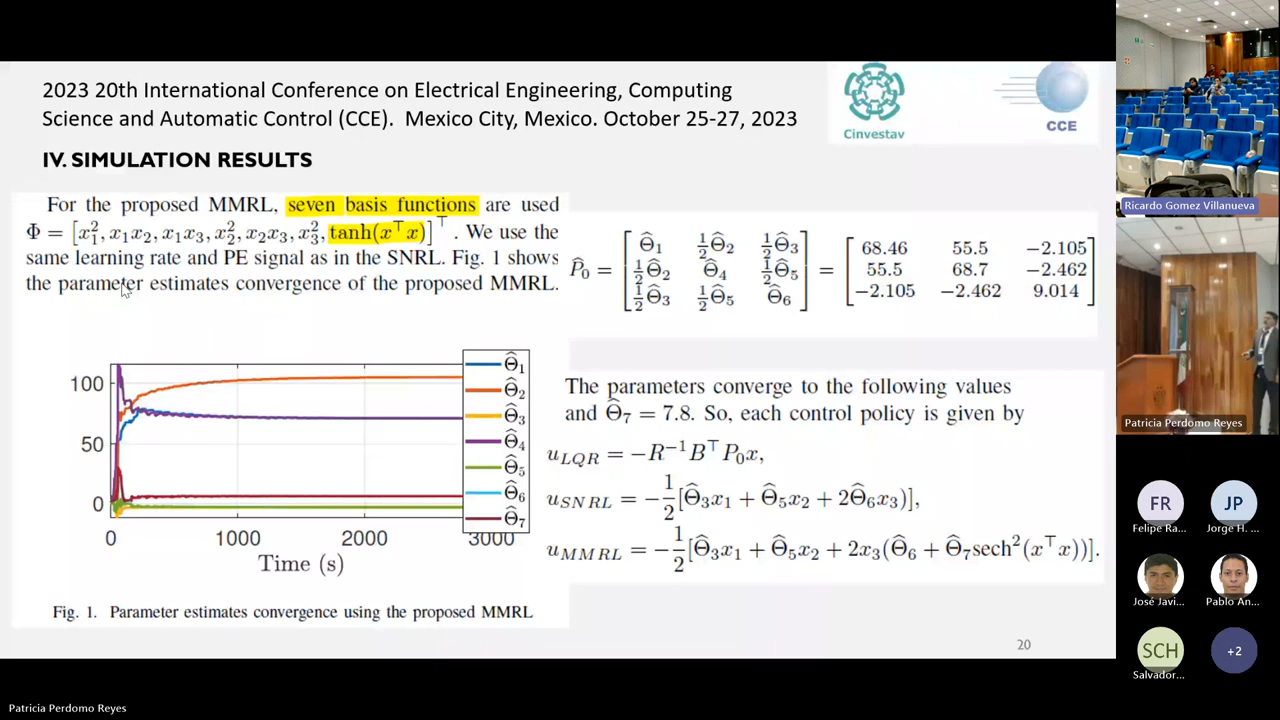 2023 20th International Conference on Electrical Engineering, Computing
Science and Automatic Control (CCE). Mexico City, Mexico. October 25-27, 2023
Cinvestav
CCE
IV. SIMULATION RESULTS
For the proposed MMRL, seven basis functions are used
Φ = [x₁², x₁x₂, x₁x₃, x₂², x₂x₃, x₃², tanh(x⊤x)]⊤. We use the
same learning rate and PE signal as in the SNRL. Fig. 1 shows
the parameter estimates convergence of the proposed MMRL.
P̂₀ = [Θ̂₁ ½Θ̂₂ ½Θ̂₃
½Θ̂₂ Θ̂₄ ½Θ̂₅
½Θ̂₃ ½Θ̂₅ Θ̂₆]
= [68.46 55.5 −2.105
55.5 68.7 −2.462
−2.105 −2.462 9.014]
100
50
0
0 1000 2000 3000
Time (s)
Θ̂₁
Θ̂₂
Θ̂₃
Θ̂₄
Θ̂₅
Θ̂₆
Θ̂₇
Fig. 1. Parameter estimates convergence using the proposed MMRL
The parameters converge to the following values
and Θ̂₇ = 7.8. So, each control policy is given by
u_LQR = −R⁻¹B⊤P₀x,
u_SNRL = −½[Θ̂₃x₁ + Θ̂₅x₂ + 2Θ̂₆x₃)],
u_MMRL = −½[Θ̂₃x₁ + Θ̂₅x₂ + 2x₃(Θ̂₆ + Θ̂₇sech²(x⊤x))].
20
Ricardo Gomez Villanueva
Patricia Perdomo Reyes
FR
Felipe Ra...
JP
Jorge H. ...
José Javi...
Pablo An...
SCH
Salvador...
+2
Patricia Perdomo Reyes